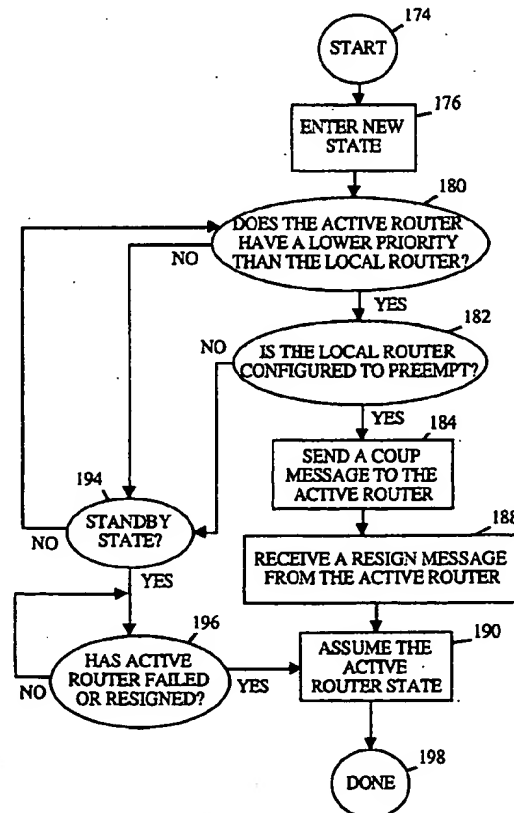 174
START
176
ENTER NEW
STATE
180
DOES THE ACTIVE ROUTER
HAVE A LOWER PRIORITY
THAN THE LOCAL ROUTER?
NO
YES
182
NO
IS THE LOCAL ROUTER
CONFIGURED TO PREEMPT?
YES
184
SEND A COUP
MESSAGE TO THE
ACTIVE ROUTER
194
STANDBY
STATE?
NO
YES
188
RECEIVE A RESIGN MESSAGE
FROM THE ACTIVE ROUTER
196
HAS ACTIVE
ROUTER FAILED
OR RESIGNED?
NO
YES
190
ASSUME THE
ACTIVE
ROUTER STATE
198
DONE